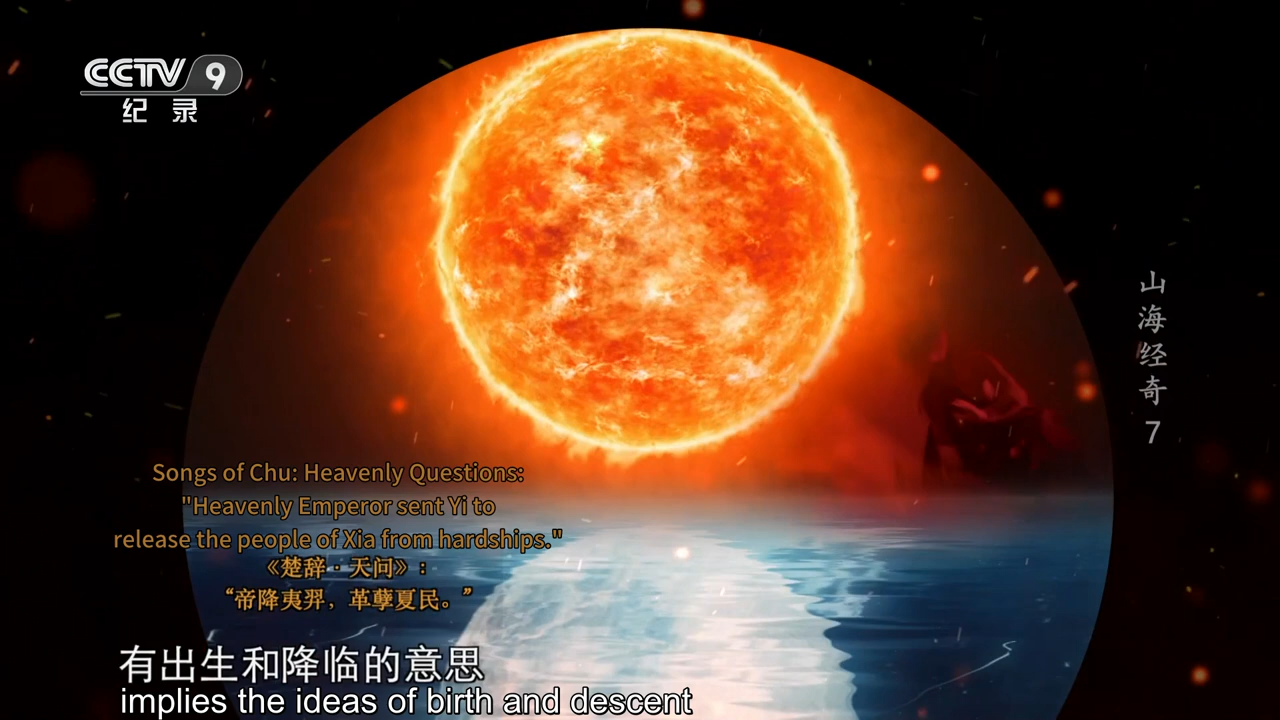 CCTV 9
纪录
山海经奇 7
Songs of Chu: Heavenly Questions:
"Heavenly Emperor sent Yi to
release the people of Xia from hardships."
《楚辞·天问》:
“帝降夷羿，革孽夏民。”
有出生和降临的意思
implies the ideas of birth and descent